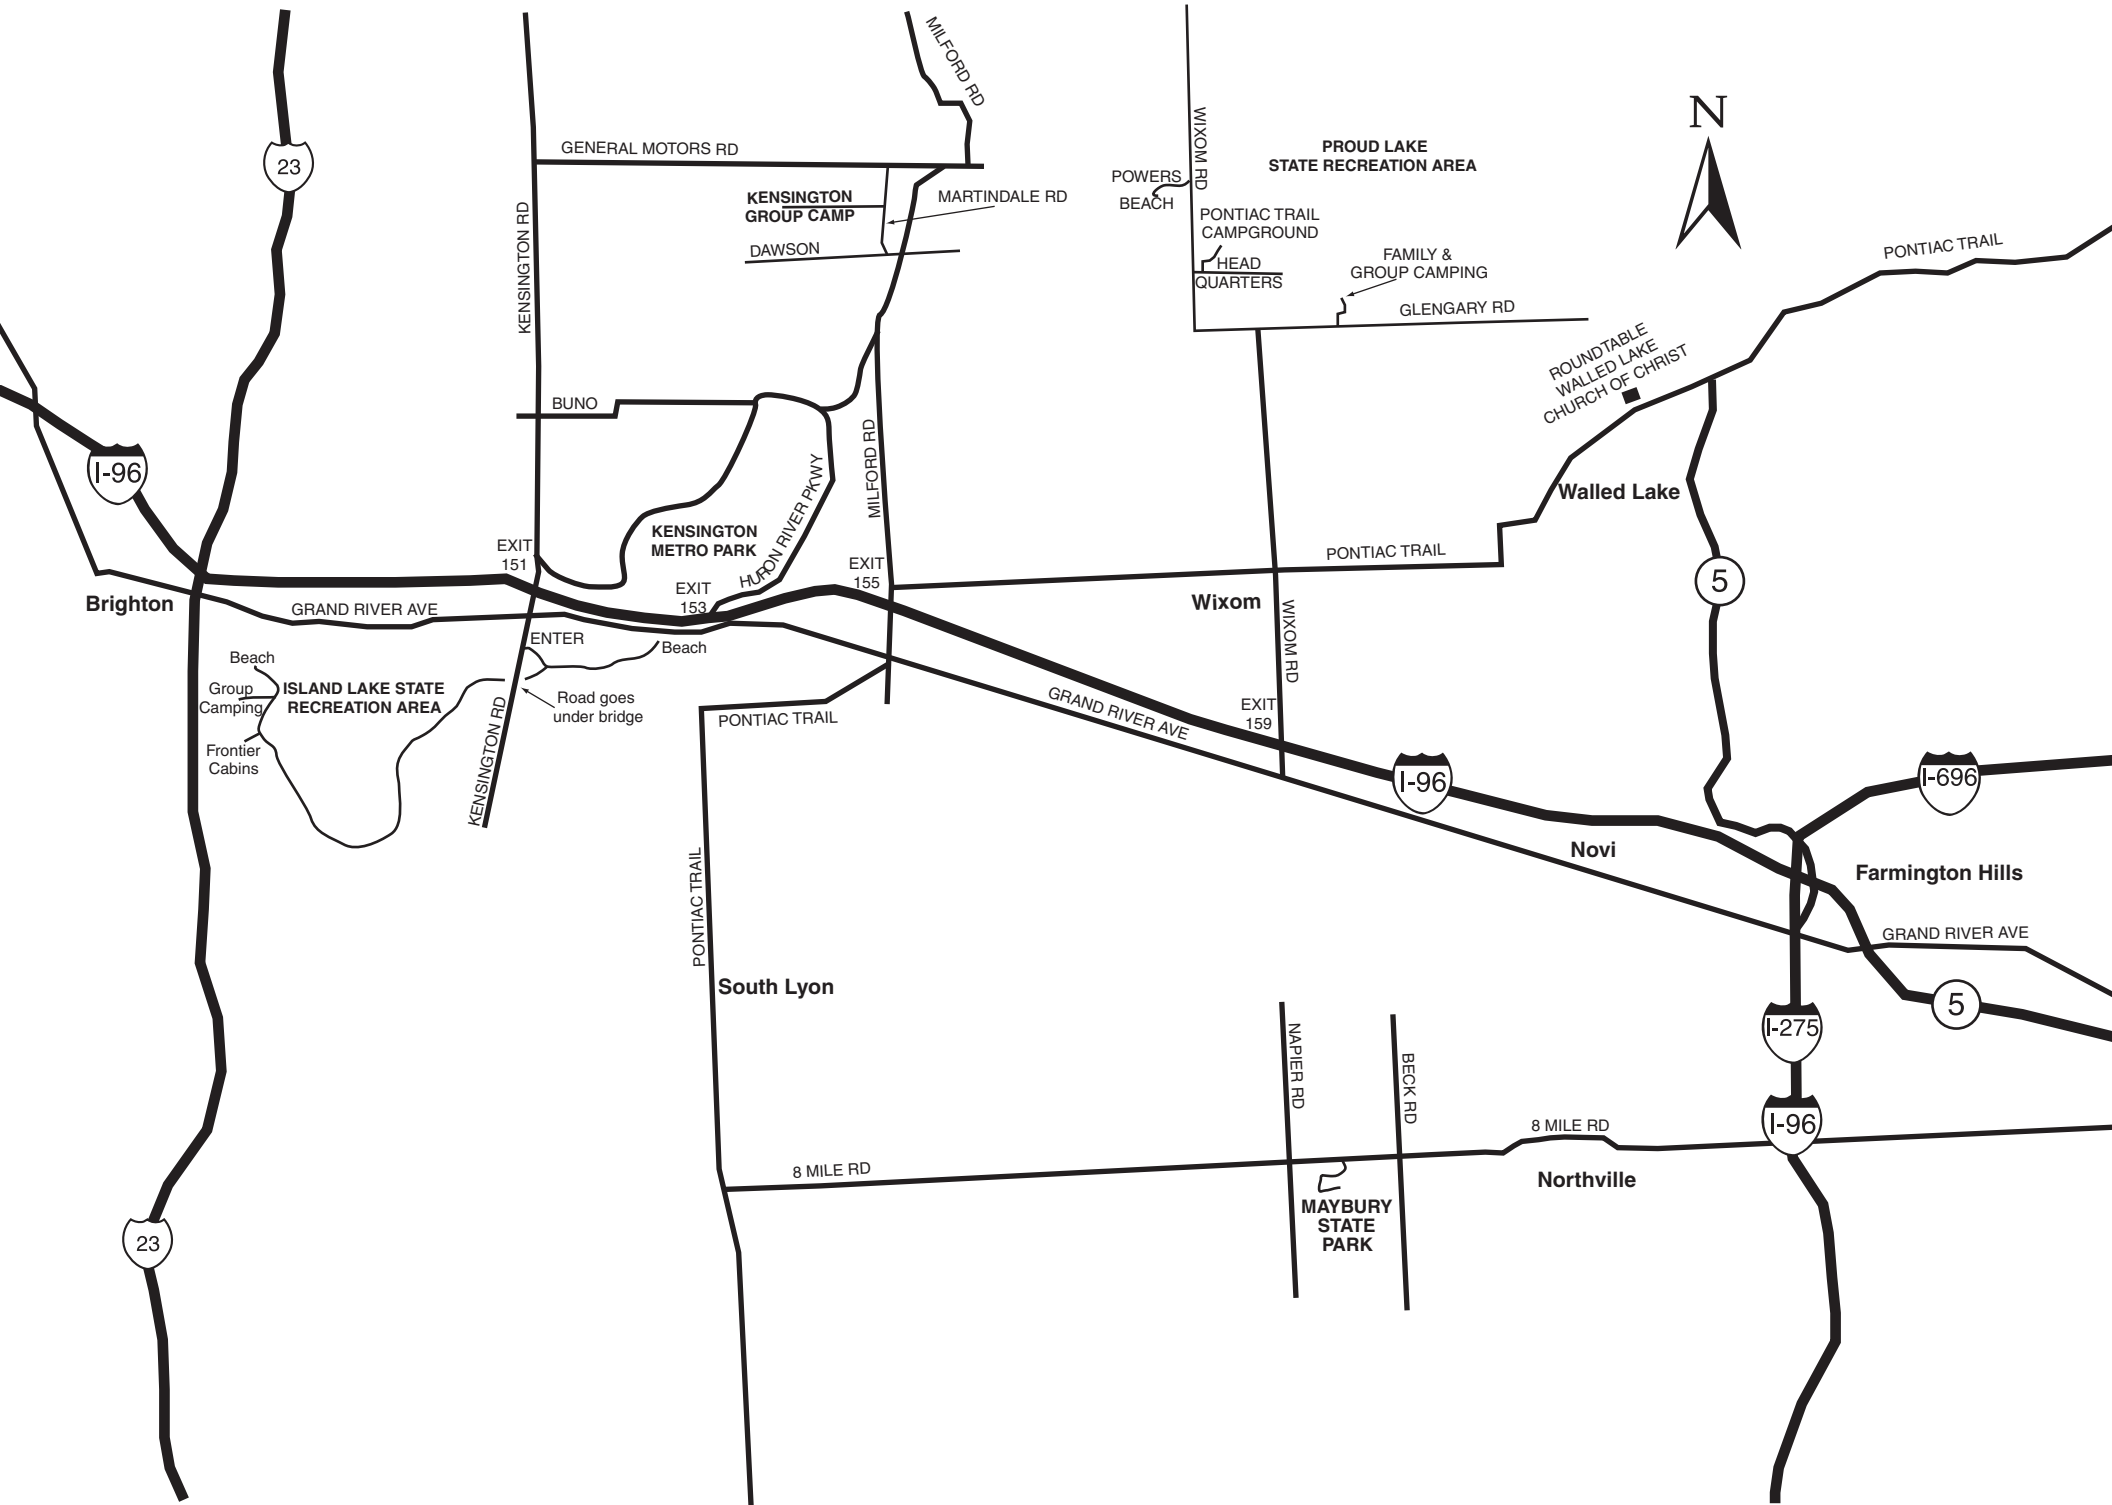 MILFORD RD
N
23
GENERAL MOTORS RD
WIXOM RD
PROUD LAKE
STATE RECREATION AREA
KENSINGTON RD
KENSINGTON
GROUP CAMP
MARTINDALE RD
DAWSON
POWERS
BEACH
PONTIAC TRAIL
CAMPGROUND
HEAD
QUARTERS
FAMILY &
GROUP CAMPING
GLENGARY RD
PONTIAC TRAIL
ROUNDTABLE
WALLED LAKE
CHURCH OF CHRIST
BUNO
I-96
MILFORD RD
HURON RIVER PKWY
KENSINGTON
METRO PARK
Walled Lake
EXIT
151
EXIT
153
EXIT
155
PONTIAC TRAIL
5
Brighton
GRAND RIVER AVE
Wixom
WIXOM RD
ENTER
Beach
Beach
Group
Camping
ISLAND LAKE STATE
RECREATION AREA
Frontier
Cabins
Road goes
under bridge
KENSINGTON RD
PONTIAC TRAIL
GRAND RIVER AVE
EXIT
159
I-96
I-696
Novi
Farmington Hills
PONTIAC TRAIL
GRAND RIVER AVE
South Lyon
5
I-275
NAPIER RD
BECK RD
I-96
8 MILE RD
8 MILE RD
Northville
MAYBURY
STATE
PARK
23